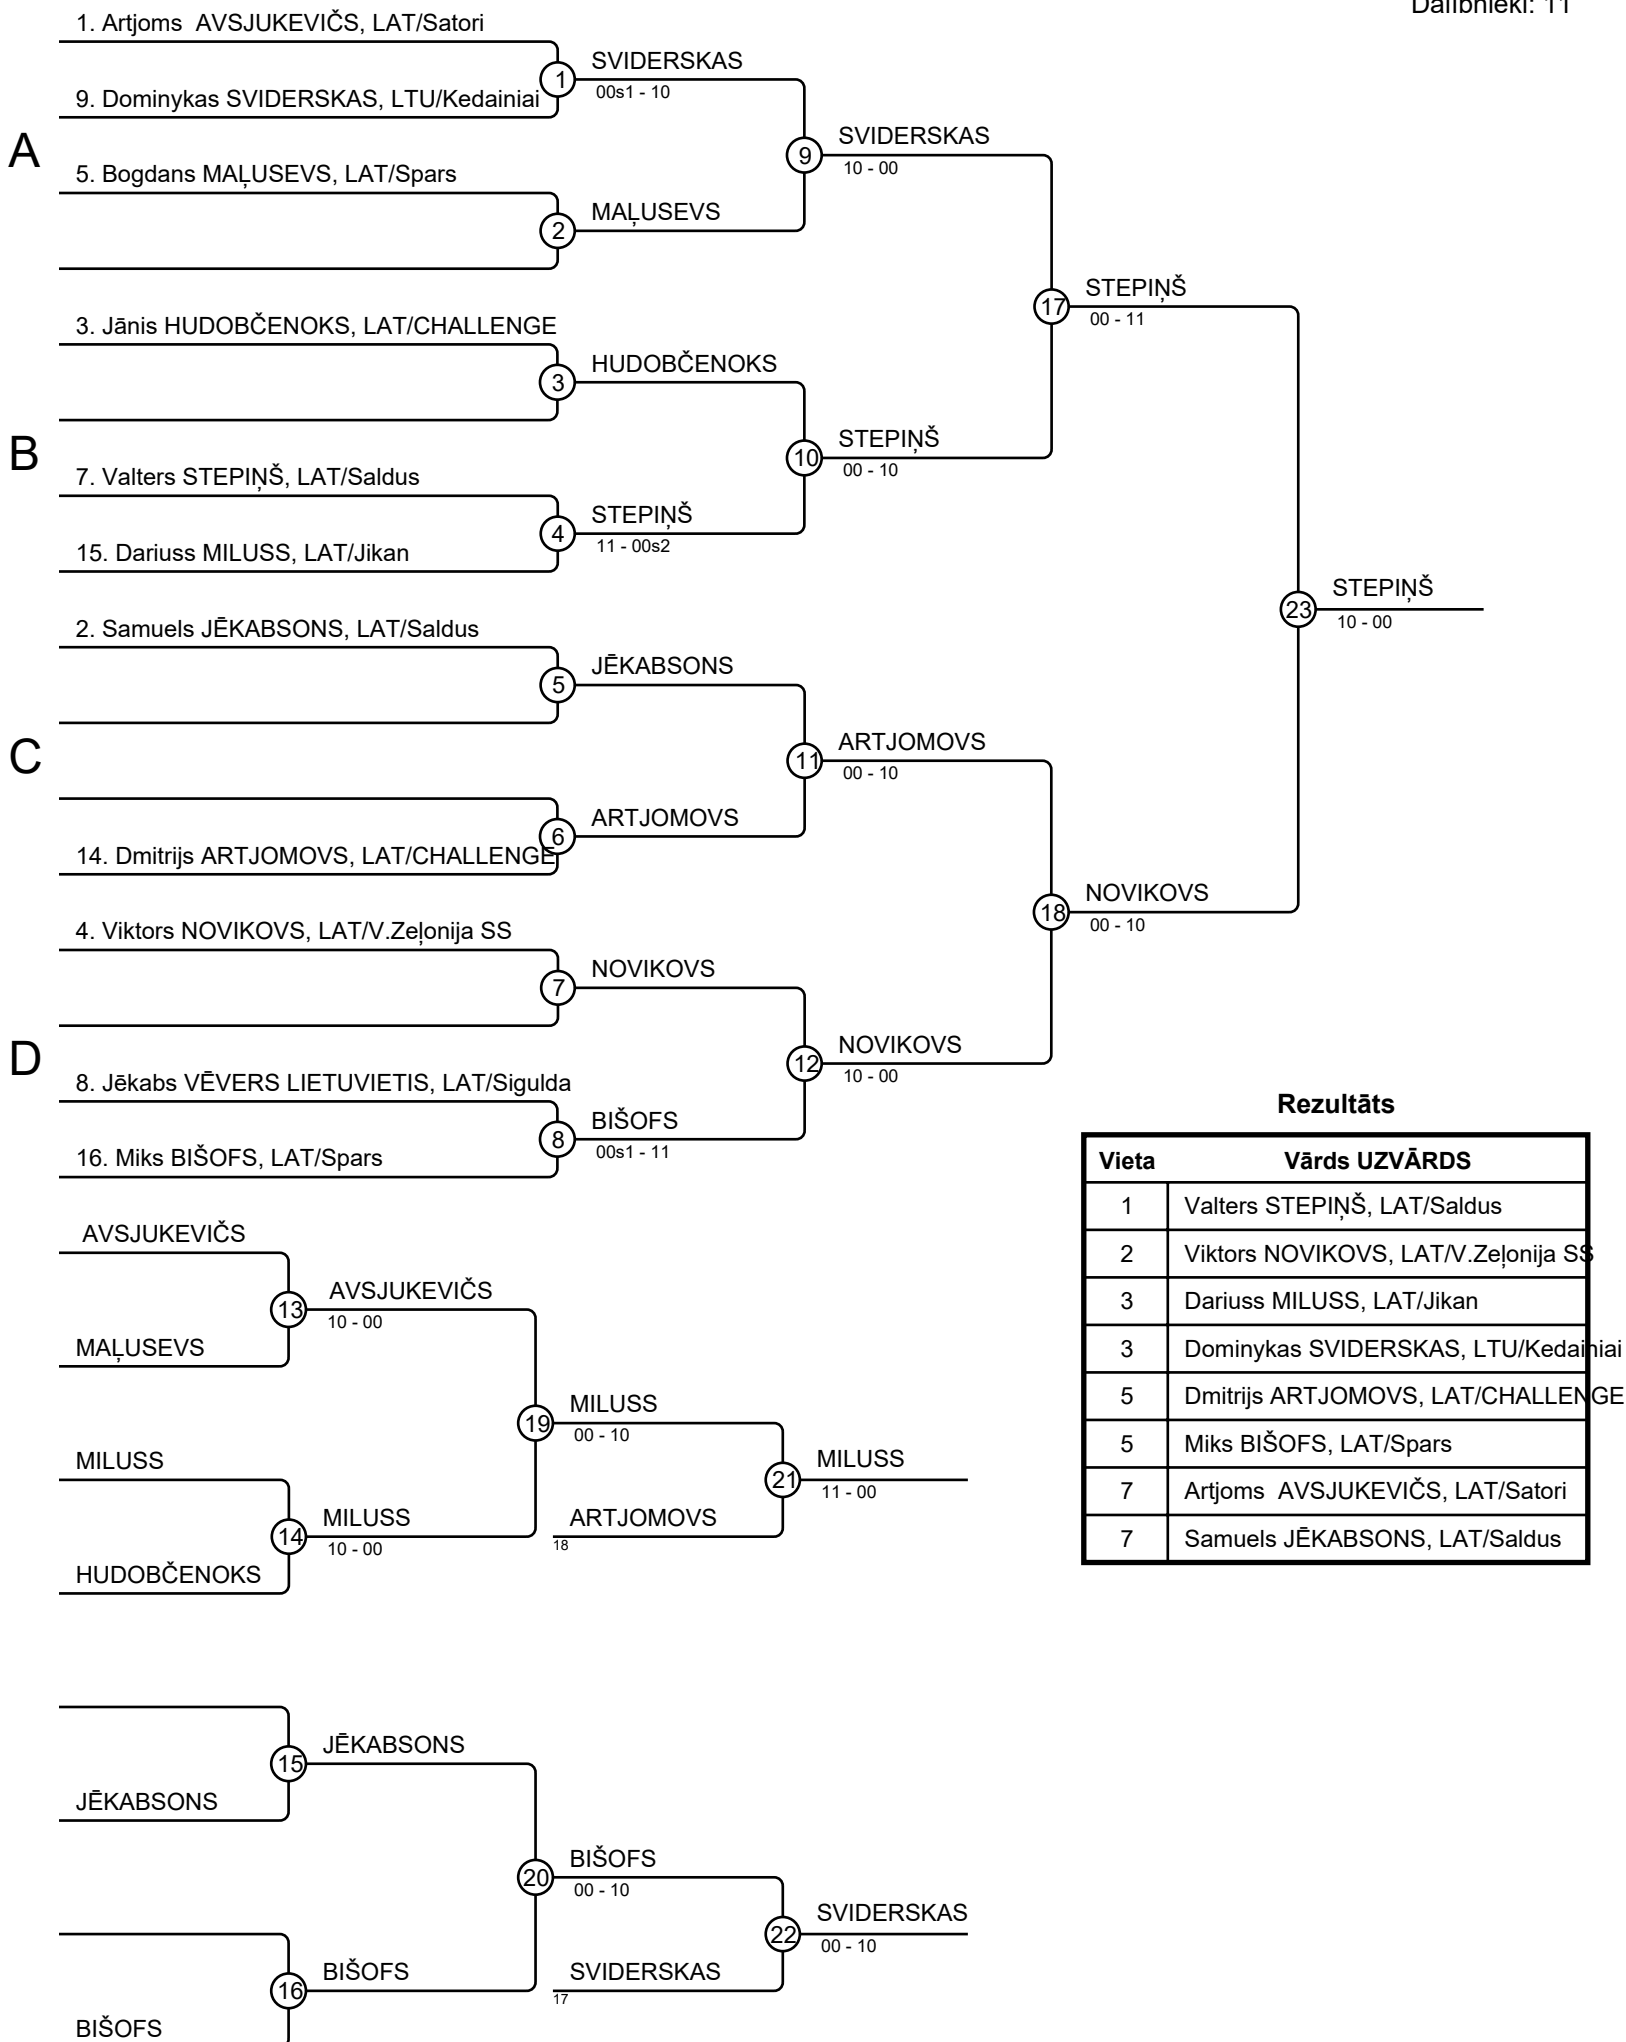 Dalībnieki: 11
1. Artjoms  AVSJUKEVIČS, LAT/Satori
9. Dominykas SVIDERSKAS, LTU/Kedainiai
1
SVIDERSKAS
00s1 - 10
A
5. Bogdans MAĻUSEVS, LAT/Spars
2
MAĻUSEVS
9
SVIDERSKAS
10 - 00
3. Jānis HUDOBČENOKS, LAT/CHALLENGE
3
HUDOBČENOKS
B
7. Valters STEPIŅŠ, LAT/Saldus
15. Dariuss MILUSS, LAT/Jikan
4
STEPIŅŠ
11 - 00s2
10
STEPIŅŠ
00 - 10
17
STEPIŅŠ
00 - 11
2. Samuels JĒKABSONS, LAT/Saldus
5
JĒKABSONS
C
14. Dmitrijs ARTJOMOVS, LAT/CHALLENGE
6
ARTJOMOVS
11
ARTJOMOVS
00 - 10
4. Viktors NOVIKOVS, LAT/V.Zeļonija SS
7
NOVIKOVS
D
8. Jēkabs VĒVERS LIETUVIETIS, LAT/Sigulda
16. Miks BIŠOFS, LAT/Spars
8
BIŠOFS
00s1 - 11
12
NOVIKOVS
10 - 00
18
NOVIKOVS
00 - 10
23
STEPIŅŠ
10 - 00
AVSJUKEVIČS
MAĻUSEVS
13
AVSJUKEVIČS
10 - 00
MILUSS
HUDOBČENOKS
14
MILUSS
10 - 00
19
MILUSS
00 - 10
ARTJOMOVS
18
21
MILUSS
11 - 00
JĒKABSONS
15
JĒKABSONS
BIŠOFS
16
BIŠOFS
20
BIŠOFS
00 - 10
SVIDERSKAS
17
22
SVIDERSKAS
00 - 10
Rezultāts
Vieta Vārds UZVĀRDS
1 Valters STEPIŅŠ, LAT/Saldus
2 Viktors NOVIKOVS, LAT/V.Zeļonija SS
3 Dariuss MILUSS, LAT/Jikan
3 Dominykas SVIDERSKAS, LTU/Kedainiai
5 Dmitrijs ARTJOMOVS, LAT/CHALLENGE
5 Miks BIŠOFS, LAT/Spars
7 Artjoms  AVSJUKEVIČS, LAT/Satori
7 Samuels JĒKABSONS, LAT/Saldus